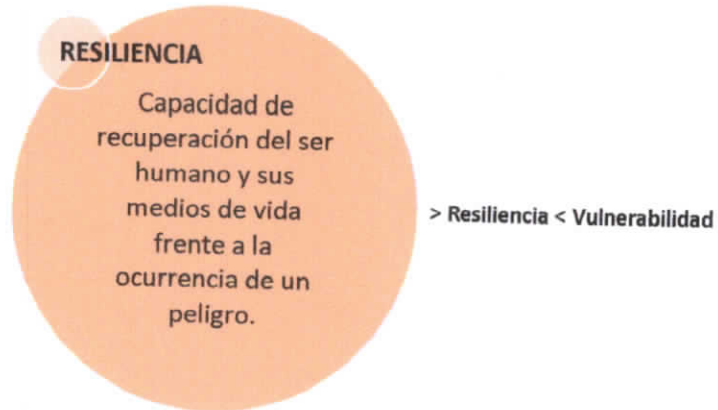 RESILIENCIA
Capacidad de
recuperación del ser
humano y sus
medios de vida
frente a la
ocurrencia de un
peligro.
> Resiliencia < Vulnerabilidad